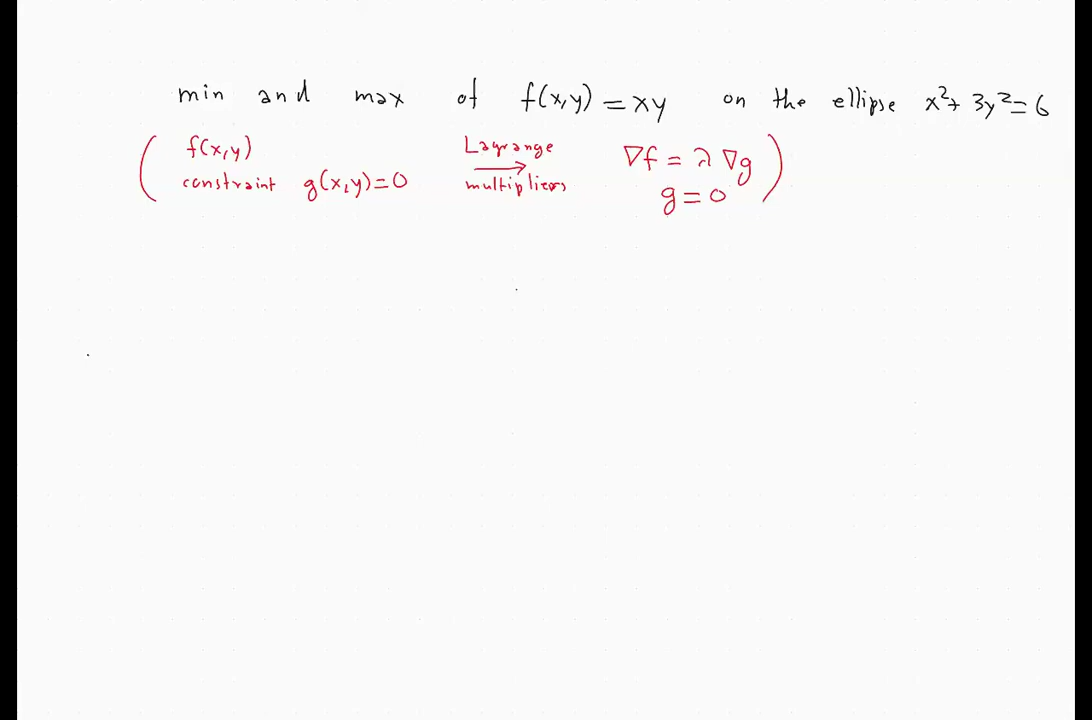 min and max of f(x,y) = xy on the ellipse x²+ 3y²= 6
( f(x,y) Lagrange ∇f = λ ∇g )
constraint g(x,y)=0 → multipliers g = 0